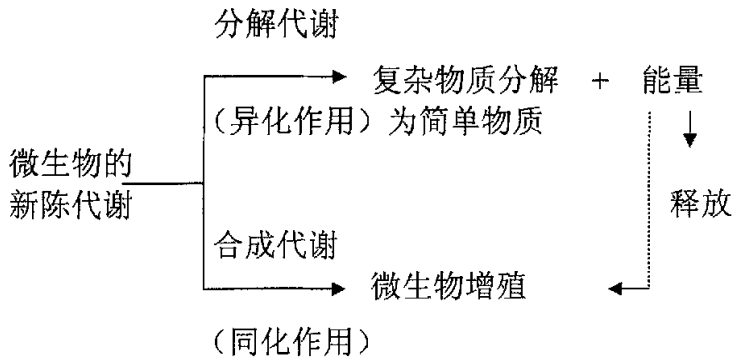 分解代谢
复杂物质分解 + 能量
（异化作用）为简单物质
微生物的
新陈代谢
释放
合成代谢
微生物增殖
（同化作用）